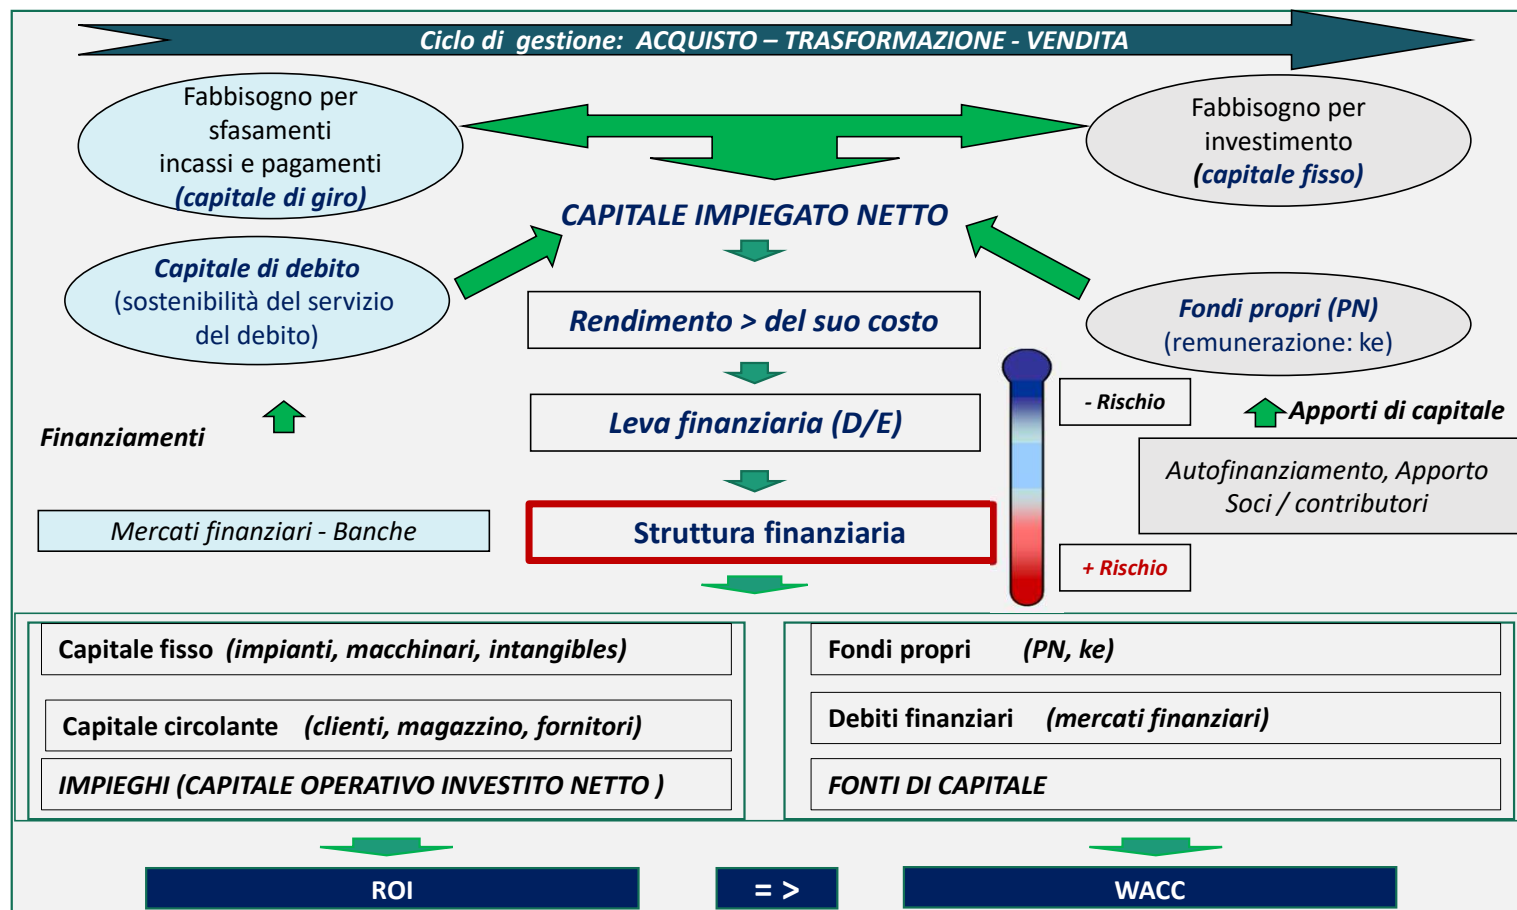 Ciclo di gestione: ACQUISTO – TRASFORMAZIONE - VENDITA
Fabbisogno per
sfasamenti
incassi e pagamenti
(capitale di giro)
Fabbisogno per
investimento
(capitale fisso)
CAPITALE IMPIEGATO NETTO
Capitale di debito
(sostenibilità del servizio
del debito)
Rendimento > del suo costo
Fondi propri (PN)
(remunerazione: ke)
- Rischio
Leva finanziaria (D/E)
Finanziamenti
Apporti di capitale
Autofinanziamento, Apporto
Soci / contributori
Mercati finanziari - Banche
Struttura finanziaria
+ Rischio
Capitale fisso (impianti, macchinari, intangibles)
Capitale circolante (clienti, magazzino, fornitori)
IMPIEGHI (CAPITALE OPERATIVO INVESTITO NETTO )
Fondi propri (PN, ke)
Debiti finanziari (mercati finanziari)
FONTI DI CAPITALE
ROI
= >
WACC